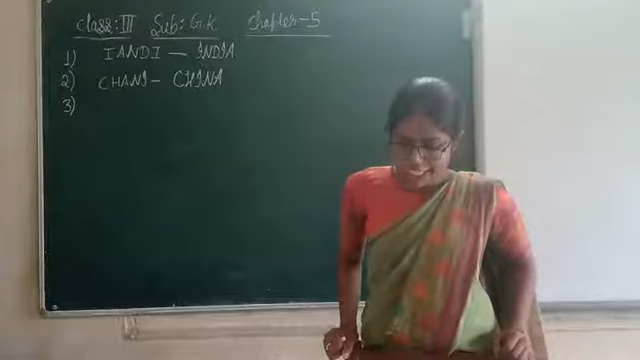 Class: III Sub: G.K Chapter-5
1) IANDI — INDIA
2) CHANI — CHINA
3)